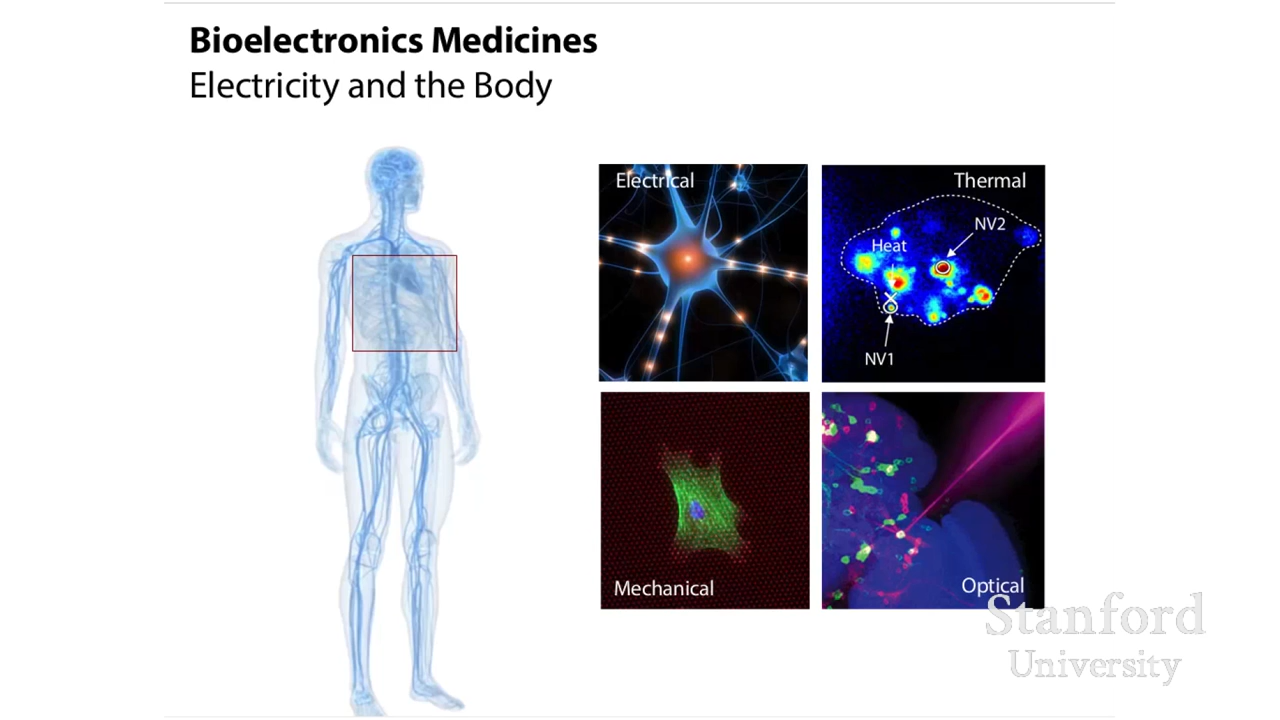 Bioelectronics Medicines
Electricity and the Body
Electrical
Thermal
NV2
Heat
NV1
Mechanical
Optical
Stanford
University